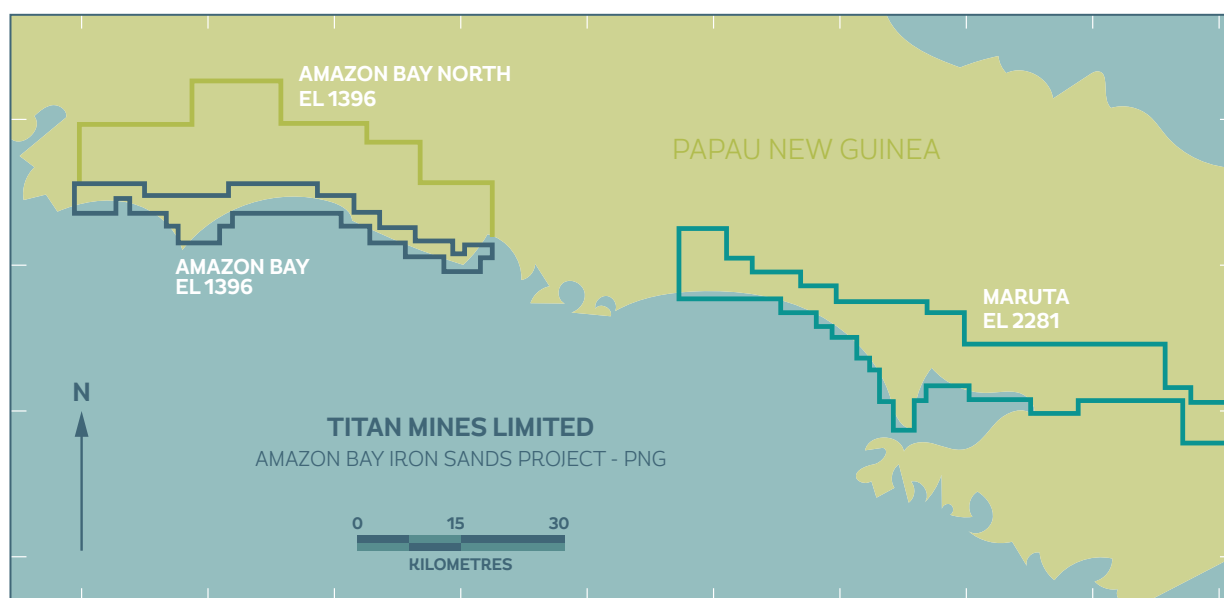 AMAZON BAY NORTH
EL 1396
PAPAU NEW GUINEA
AMAZON BAY
EL 1396
MARUTA
EL 2281
N
TITAN MINES LIMITED
AMAZON BAY IRON SANDS PROJECT - PNG
0 15 30
KILOMETRES